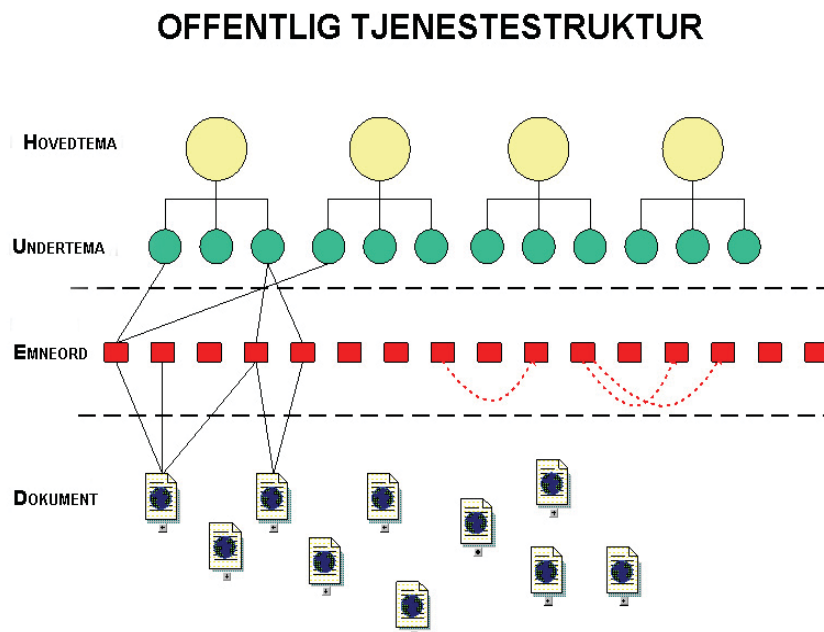 OFFENTLIG TJENESTESTRUKTUR
HOVEDTEMA
UNDERTEMA
EMNEORD
DOKUMENT